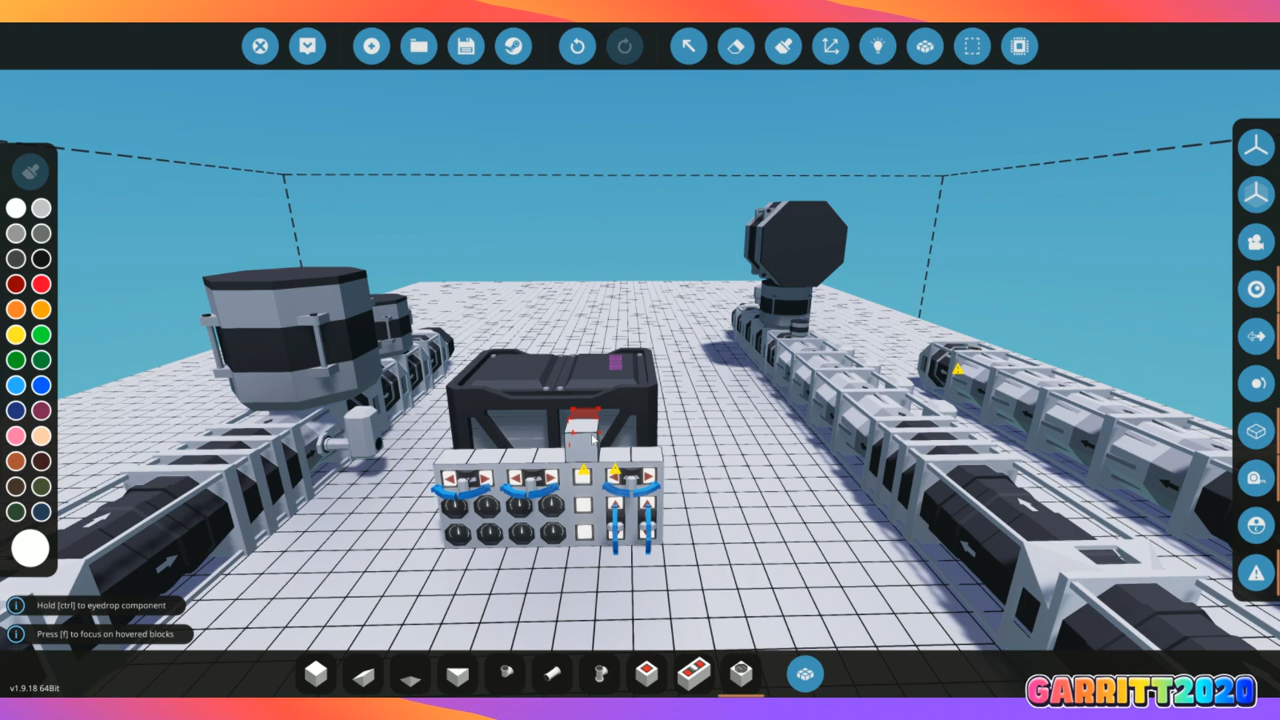 Hold [ctrl] to eyedrop component
Press [f] to focus on hovered blocks
v1.9.18 64Bit
GARRITT2020